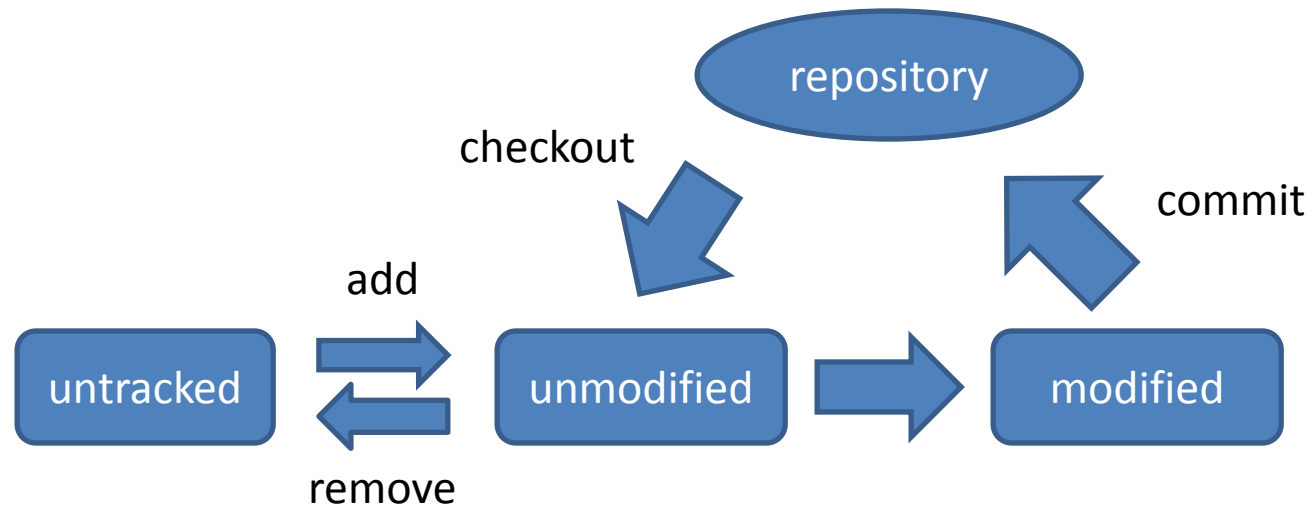 repository
checkout
commit
add
untracked
unmodified
modified
remove